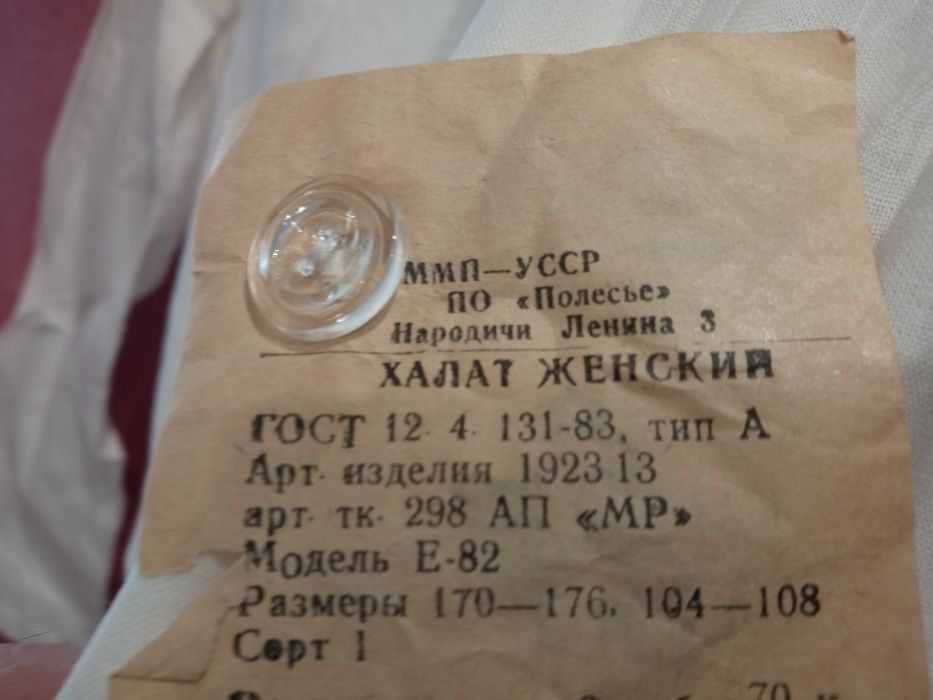 ММП—УССР
ПО «Полесье»
Народичи Ленина 3
ХАЛАТ ЖЕНСКИЙ
ГОСТ 12. 4. 131-83, тип А
Арт. изделия 1923 13
арт. тк. 298 АП «МР»
Модель Е-82
Размеры 170—176, 104—108
Сорт 1
70 к